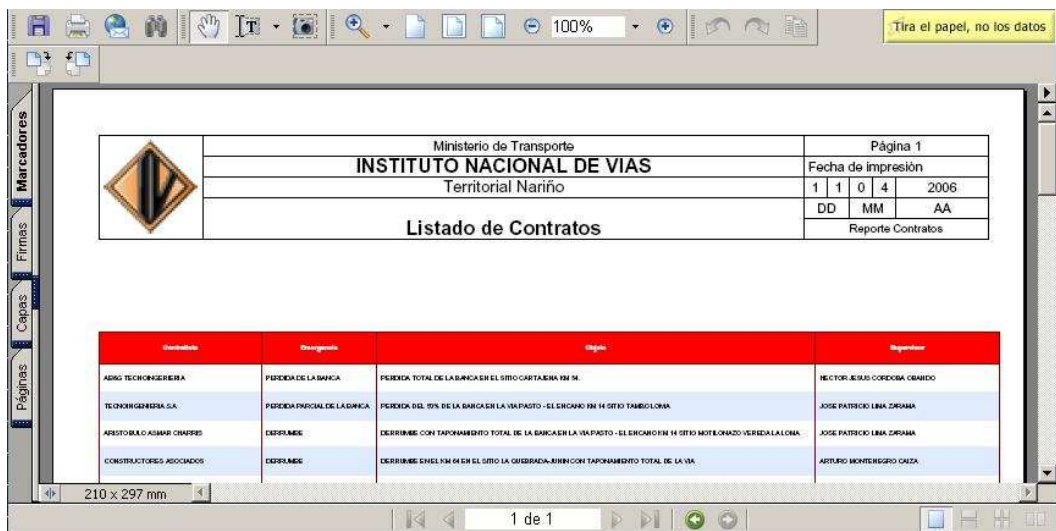 100%
Tira el papel, no los datos
Marcadores
Firmas
Capas
Páginas
Ministerio de Transporte
INSTITUTO NACIONAL DE VIAS
Territorial Nariño
Listado de Contratos
Página 1
Fecha de impresión
1 1 0 4 2006
DD MM AA
Reporte Contratos
Contratista Emergencia Objeto Supervisor
TECNOINGENIERIA PERDIDA DE LA BANCA PERDIDA TOTAL DE LA BANCA EN EL SITIO CARTAJENA KM 54. HECTOR JESUS CORDOBA OBANDO
TECNOINGENIERIA S.A PERDIDA PARCIAL DE LA BANCA PERDIDA DEL 50% DE LA BANCA EN LA VIA PASTO - EL ENCANO KM 14 SITIO TAMBOLOMA JOSE PATRICIO LIMA ZARAMA
ARISTOBULO ASMAR CHARRIS DERRUMBE DERRUMBE CON TAPONAMIENTO TOTAL DE LA BANCA EN LA VIA PASTO - EL ENCANO KM 14 SITIO MOTILONAZO VEREDA LA LOMA JOSE PATRICIO LIMA ZARAMA
CONSTRUCTORES ASOCIADOS DERRUMBE DERRUMBE EN EL KM 64 EN EL SITIO LA QUEBRADA-JUNIN CON TAPONAMIENTO TOTAL DE LA VIA ARTURO MONTENEGRO CAIZA
210 x 297 mm
1 de 1